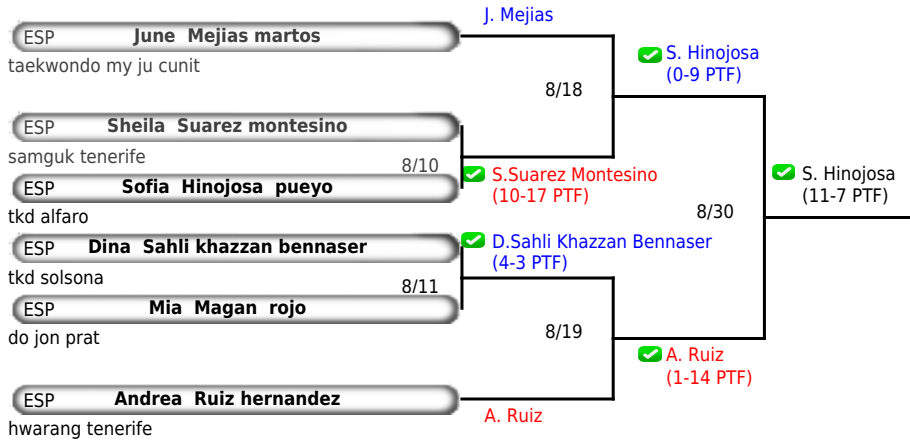 J. Mejias
ESP June Mejias martos
taekwondo my ju cunit
S. Hinojosa
(0-9 PTF)
8/18
ESP Sheila Suarez montesino
samguk tenerife
8/10
S.Suarez Montesino
(10-17 PTF)
ESP Sofia Hinojosa pueyo
tkd alfaro
S. Hinojosa
(11-7 PTF)
8/30
ESP Dina Sahli khazzan bennaser
tkd solsona
D.Sahli Khazzan Bennaser
(4-3 PTF)
8/11
ESP Mia Magan rojo
do jon prat
8/19
A. Ruiz
(1-14 PTF)
ESP Andrea Ruiz hernandez
hwarang tenerife
A. Ruiz